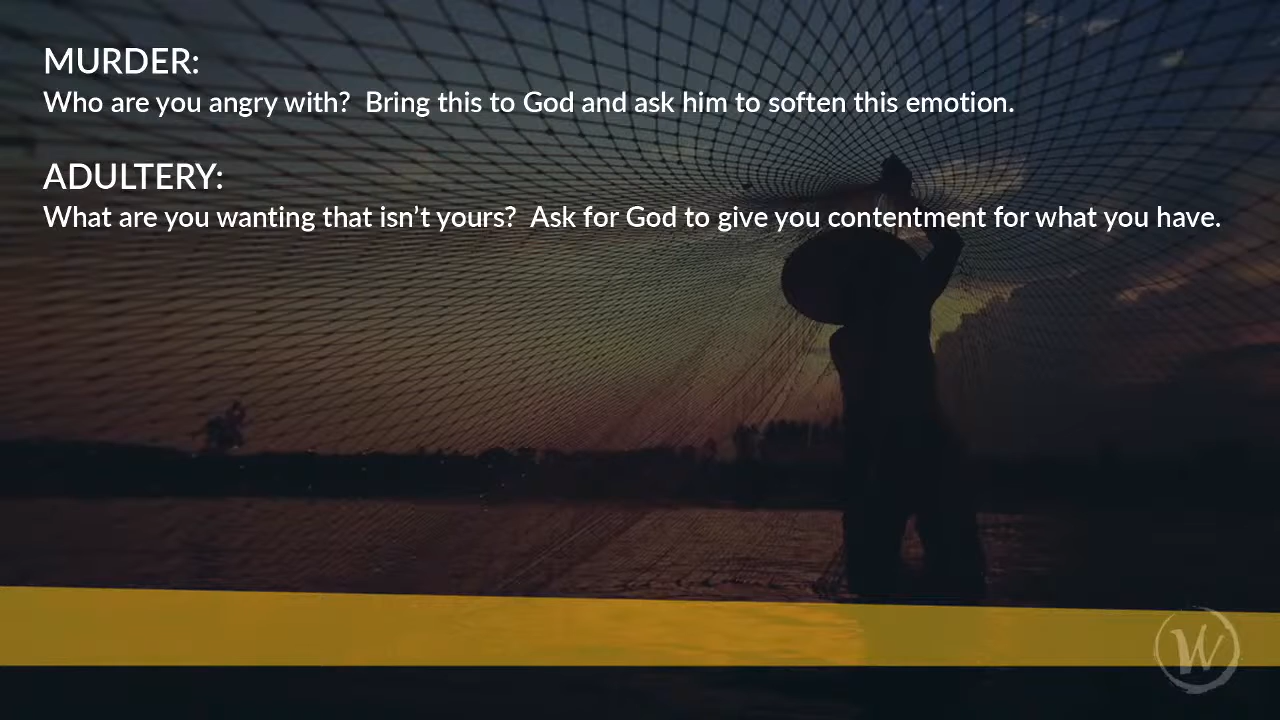 MURDER:
Who are you angry with?  Bring this to God and ask him to soften this emotion.
ADULTERY:
What are you wanting that isn’t yours?  Ask for God to give you contentment for what you have.
W